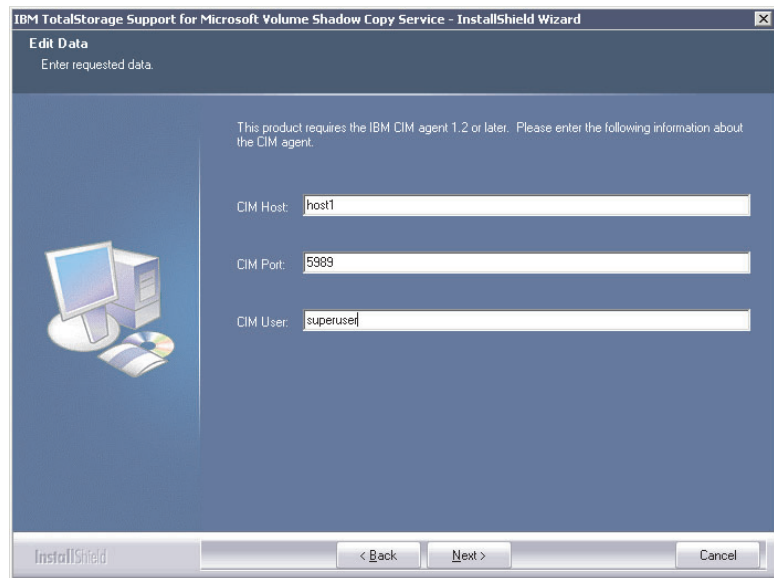 IBM TotalStorage Support for Microsoft Volume Shadow Copy Service - InstallShield Wizard
Edit Data
Enter requested data.
This product requires the IBM CIM agent 1.2 or later. Please enter the following information about
the CIM agent.
CIM Host: host1
CIM Port: 5989
CIM User: superuser
InstallShield
< Back Next > Cancel